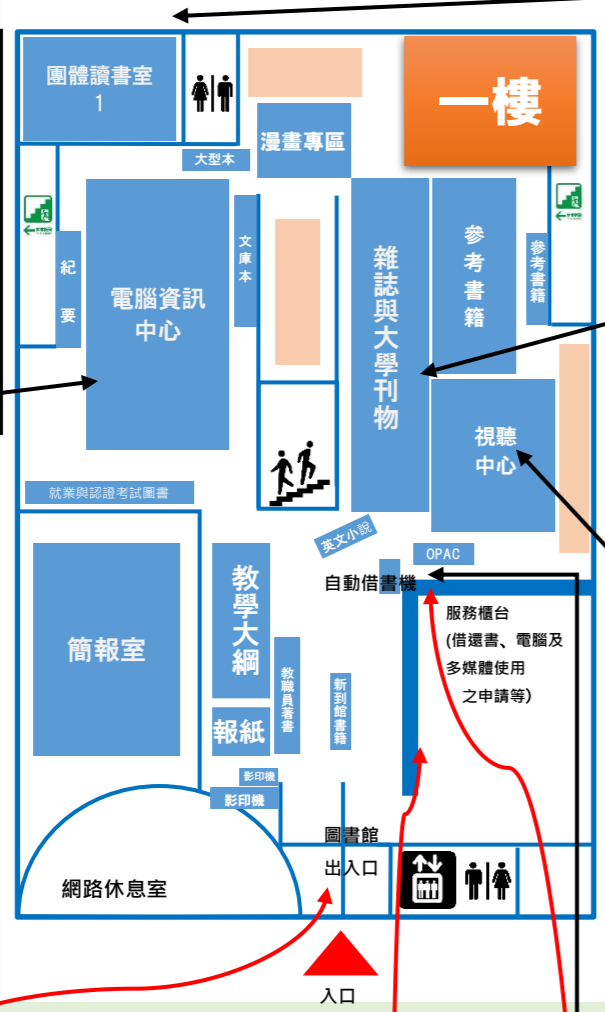 團體讀書室
1
一樓
漫畫專區
大型本
文庫本
紀要
電腦資訊
中心
雜誌與大學刊物
參考書籍
參考書籍
視聽
中心
就業與認證考試圖書
英文小說
OPAC
自動借書機
服務櫃台
(借還書、電腦及
多媒體使用
之申請等)
簡報室
教學大綱
教職員著書
新到館書籍
報紙
影印機
影印機
圖書館
出入口
網路休息室
入口